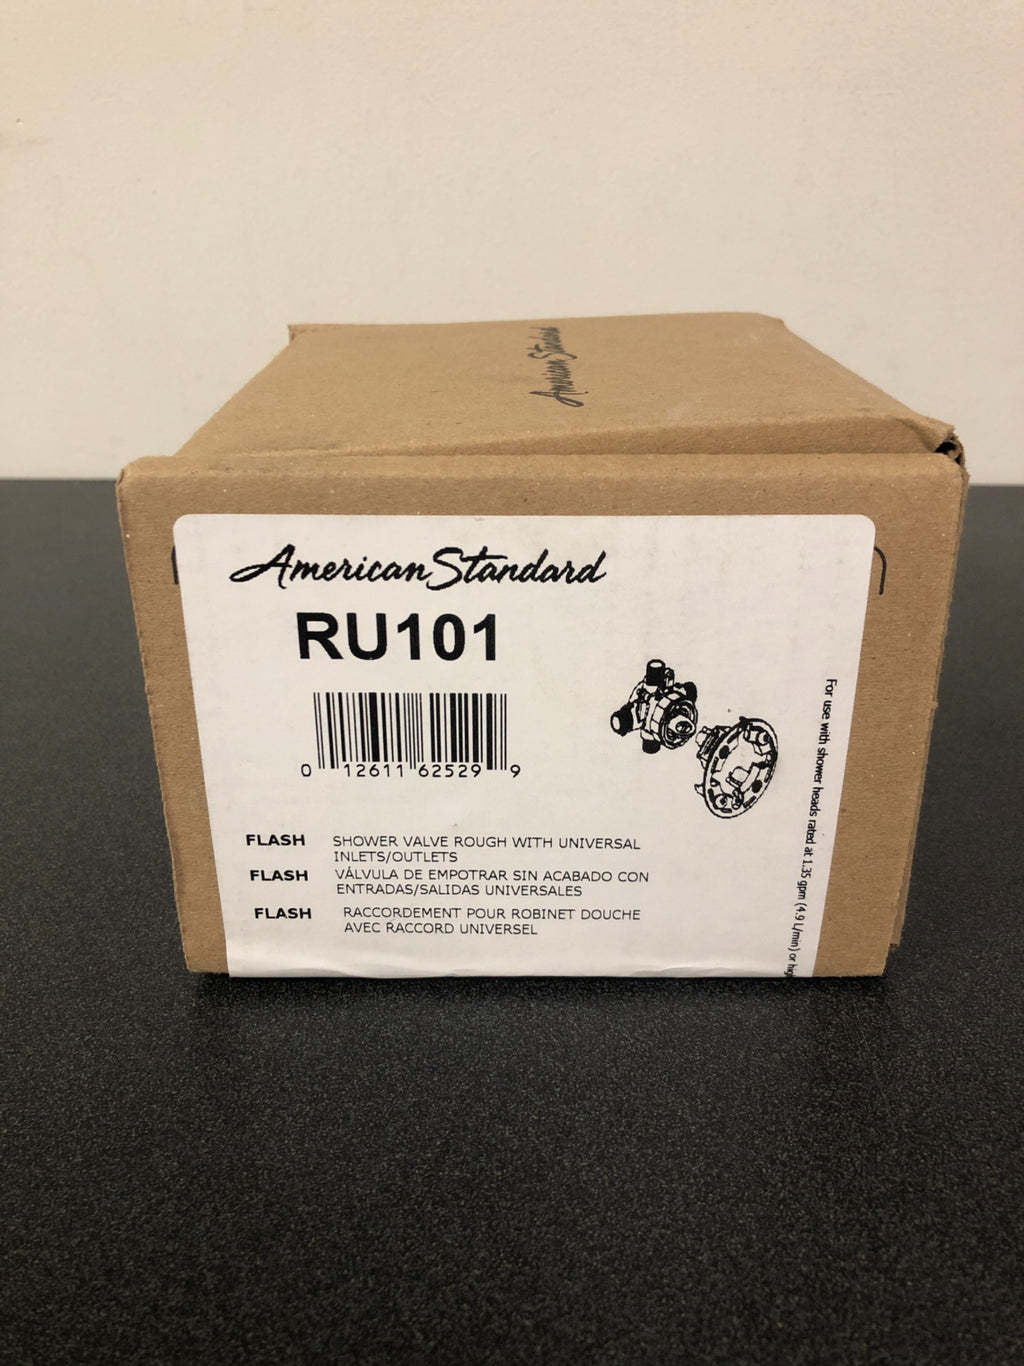 American Standard
American Standard
RU101
0 12611 62529 9
FLASH SHOWER VALVE ROUGH WITH UNIVERSAL
INLETS/OUTLETS
FLASH VÁLVULA DE EMPOTRAR SIN ACABADO CON
ENTRADAS/SALIDAS UNIVERSALES
FLASH RACCORDEMENT POUR ROBINET DOUCHE
AVEC RACCORD UNIVERSEL
For use with shower heads rated at 1.35 gpm (4.9 L/min) or